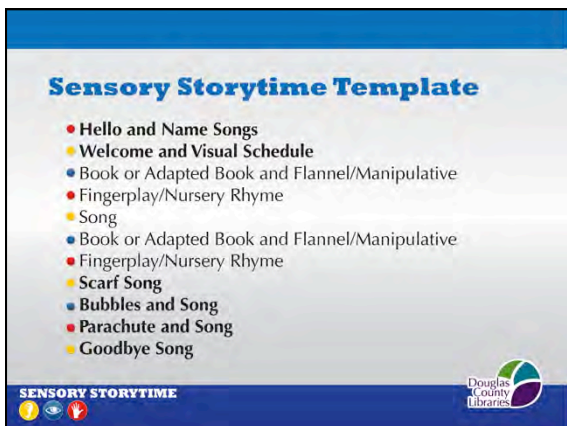 Sensory Storytime Template
Hello and Name Songs
Welcome and Visual Schedule
Book or Adapted Book and Flannel/Manipulative
Fingerplay/Nursery Rhyme
Song
Book or Adapted Book and Flannel/Manipulative
Fingerplay/Nursery Rhyme
Scarf Song
Bubbles and Song
Parachute and Song
Goodbye Song
SENSORY STORYTIME
Douglas
County
Libraries